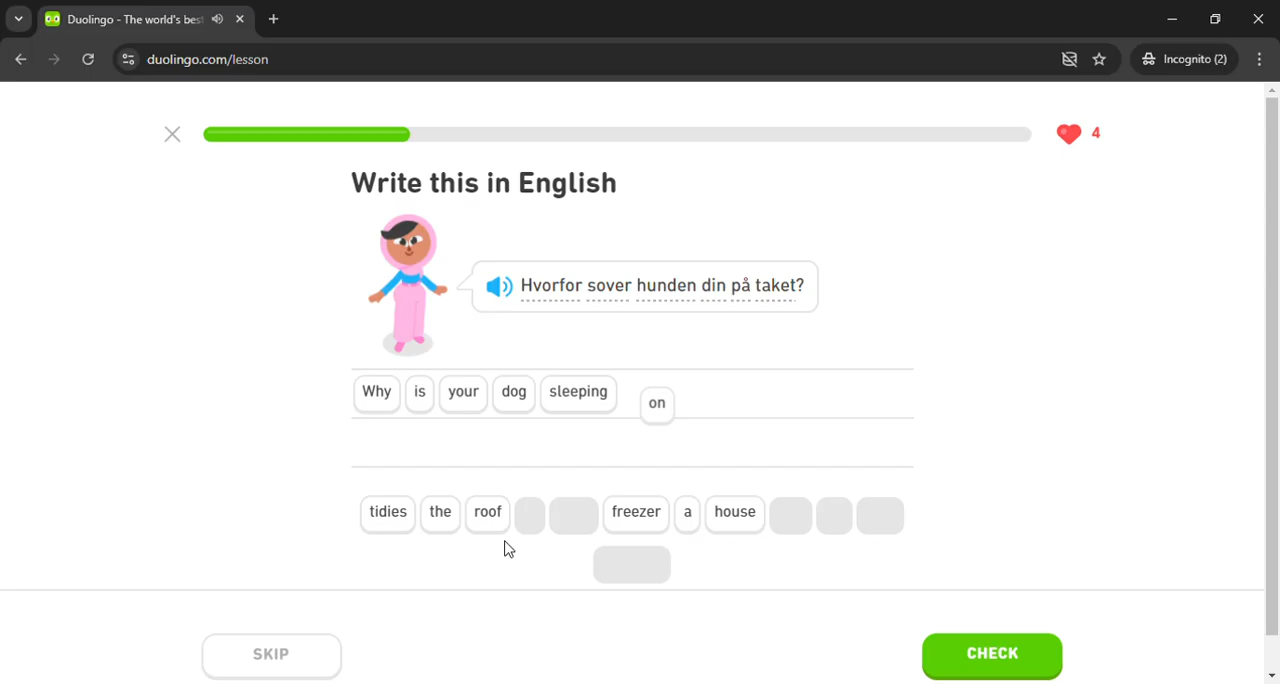 Duolingo - The world's bes
duolingo.com/lesson
Incognito (2)
4
Write this in English
Hvorfor sover hunden din på taket?
Why is your dog sleeping on
tidies the roof freezer a house
SKIP
CHECK